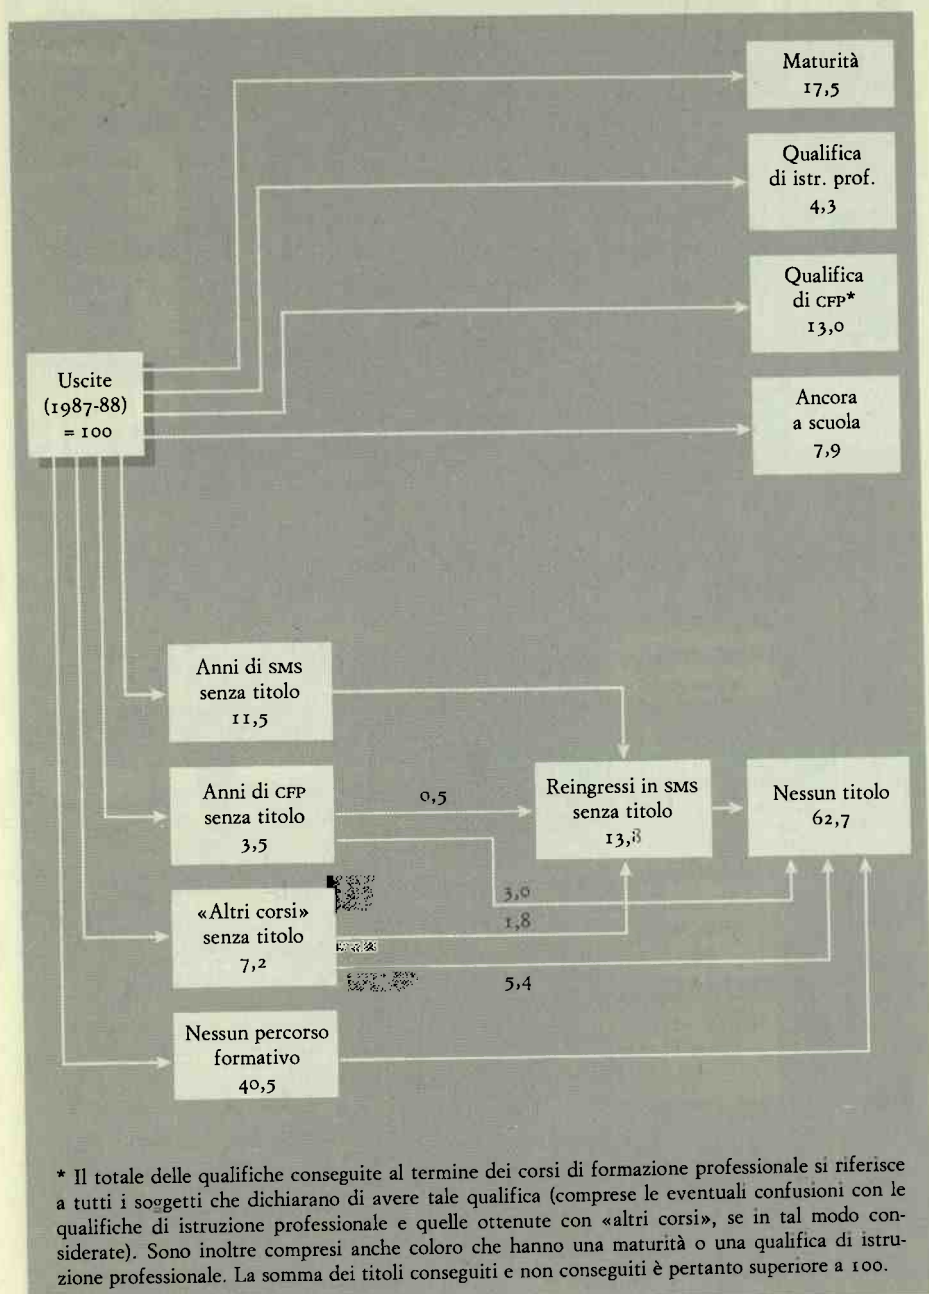 Maturità
17,5
Qualifica
di istr. prof.
4,3
Qualifica
di CFP*
13,0
Uscite
(1987-88)
= 100
Ancora
a scuola
7,9
Anni di SMS
senza titolo
11,5
Anni di CFP
senza titolo
3,5
0,5
Reingressi in SMS
senza titolo
13,8
Nessun titolo
62,7
3,0
«Altri corsi»
senza titolo
7,2
1,8
5,4
Nessun percorso
formativo
40,5
* Il totale delle qualifiche conseguite al termine dei corsi di formazione professionale si riferisce
a tutti i soggetti che dichiarano di avere tale qualifica (comprese le eventuali confusioni con le
qualifiche di istruzione professionale e quelle ottenute con «altri corsi», se in tal modo con-
siderate). Sono inoltre compresi anche coloro che hanno una maturità o una qualifica di istru-
zione professionale. La somma dei titoli conseguiti e non conseguiti è pertanto superiore a 100.